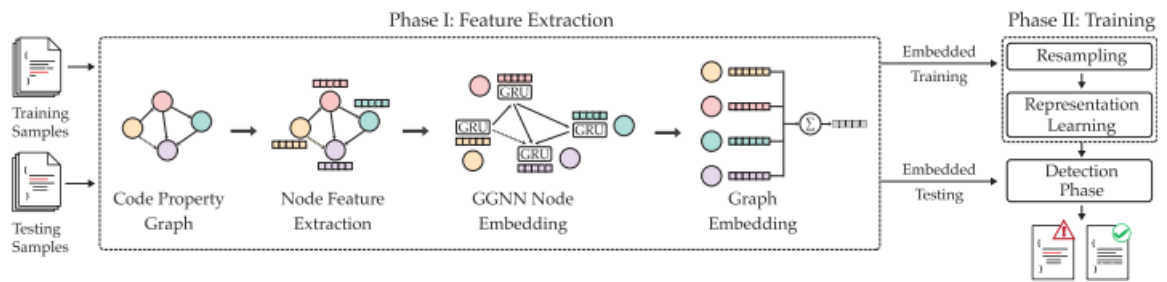 Phase I: Feature Extraction
Phase II: Training
Training
Samples
Testing
Samples
Code Property
Graph
Node Feature
Extraction
GRU
GRU
GRU
GRU
GGNN Node
Embedding
Σ
Graph
Embedding
Embedded
Training
Embedded
Testing
Resampling
Representation
Learning
Detection
Phase